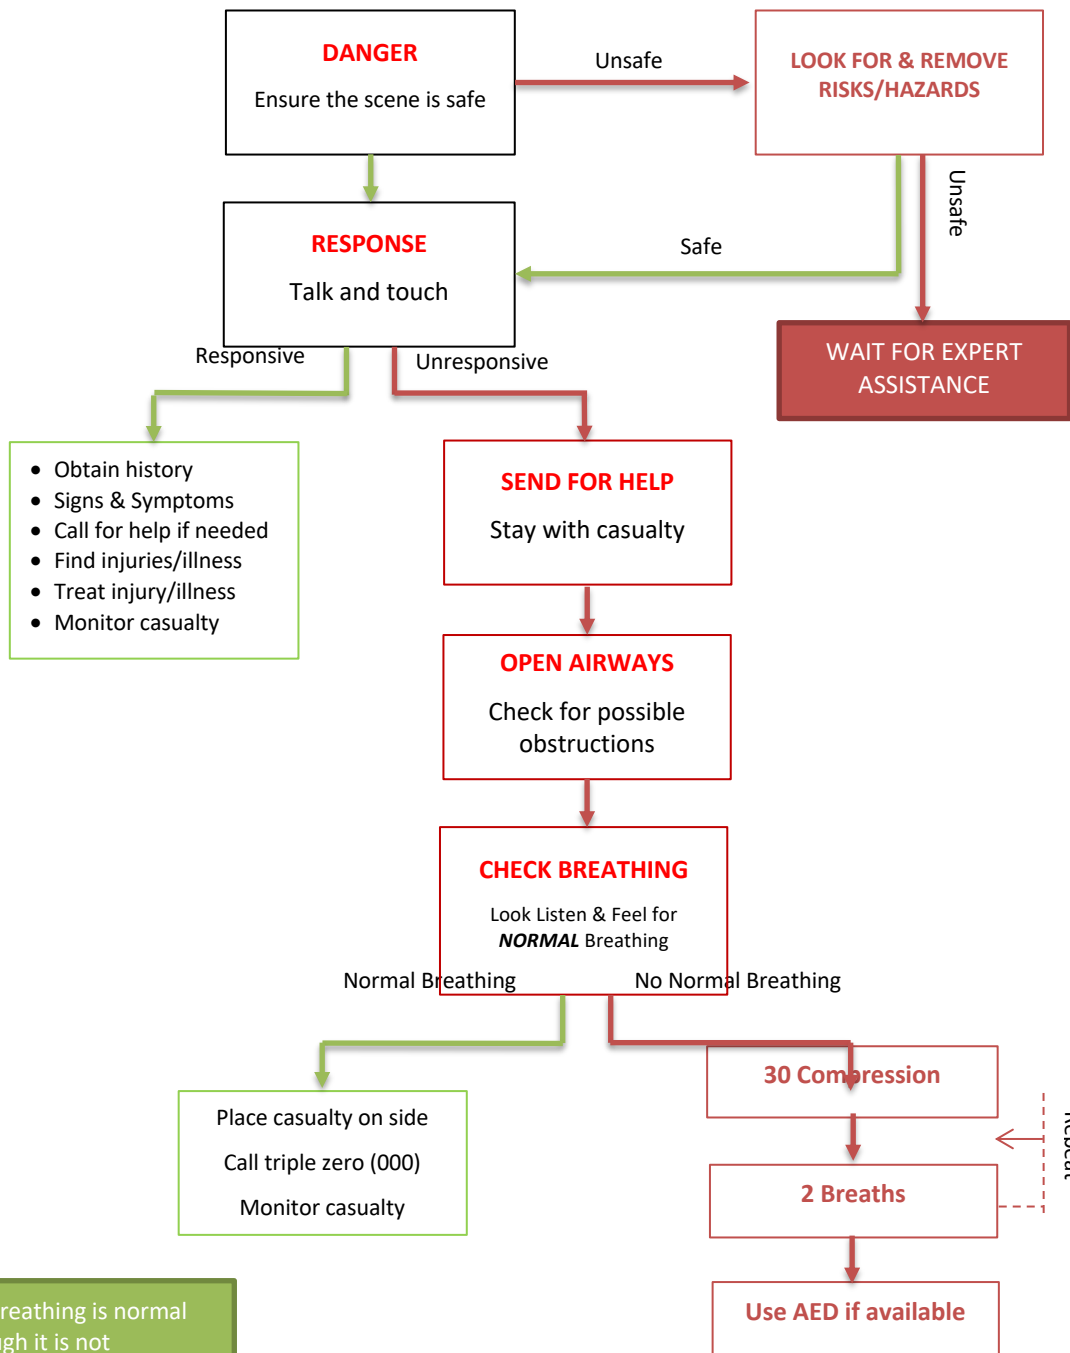 DANGER
Ensure the scene is safe
Unsafe
LOOK FOR & REMOVE
RISKS/HAZARDS
Unsafe
RESPONSE
Talk and touch
Safe
WAIT FOR EXPERT
ASSISTANCE
Responsive
Unresponsive
• Obtain history
• Signs & Symptoms
• Call for help if needed
• Find injuries/illness
• Treat injury/illness
• Monitor casualty
SEND FOR HELP
Stay with casualty
OPEN AIRWAYS
Check for possible
obstructions
CHECK BREATHING
Look Listen & Feel for
NORMAL Breathing
Normal Breathing
No Normal Breathing
Place casualty on side
Call triple zero (000)
Monitor casualty
30 Compression
Repeat
2 Breaths
Use AED if available
reathing is normal
ugh it is not